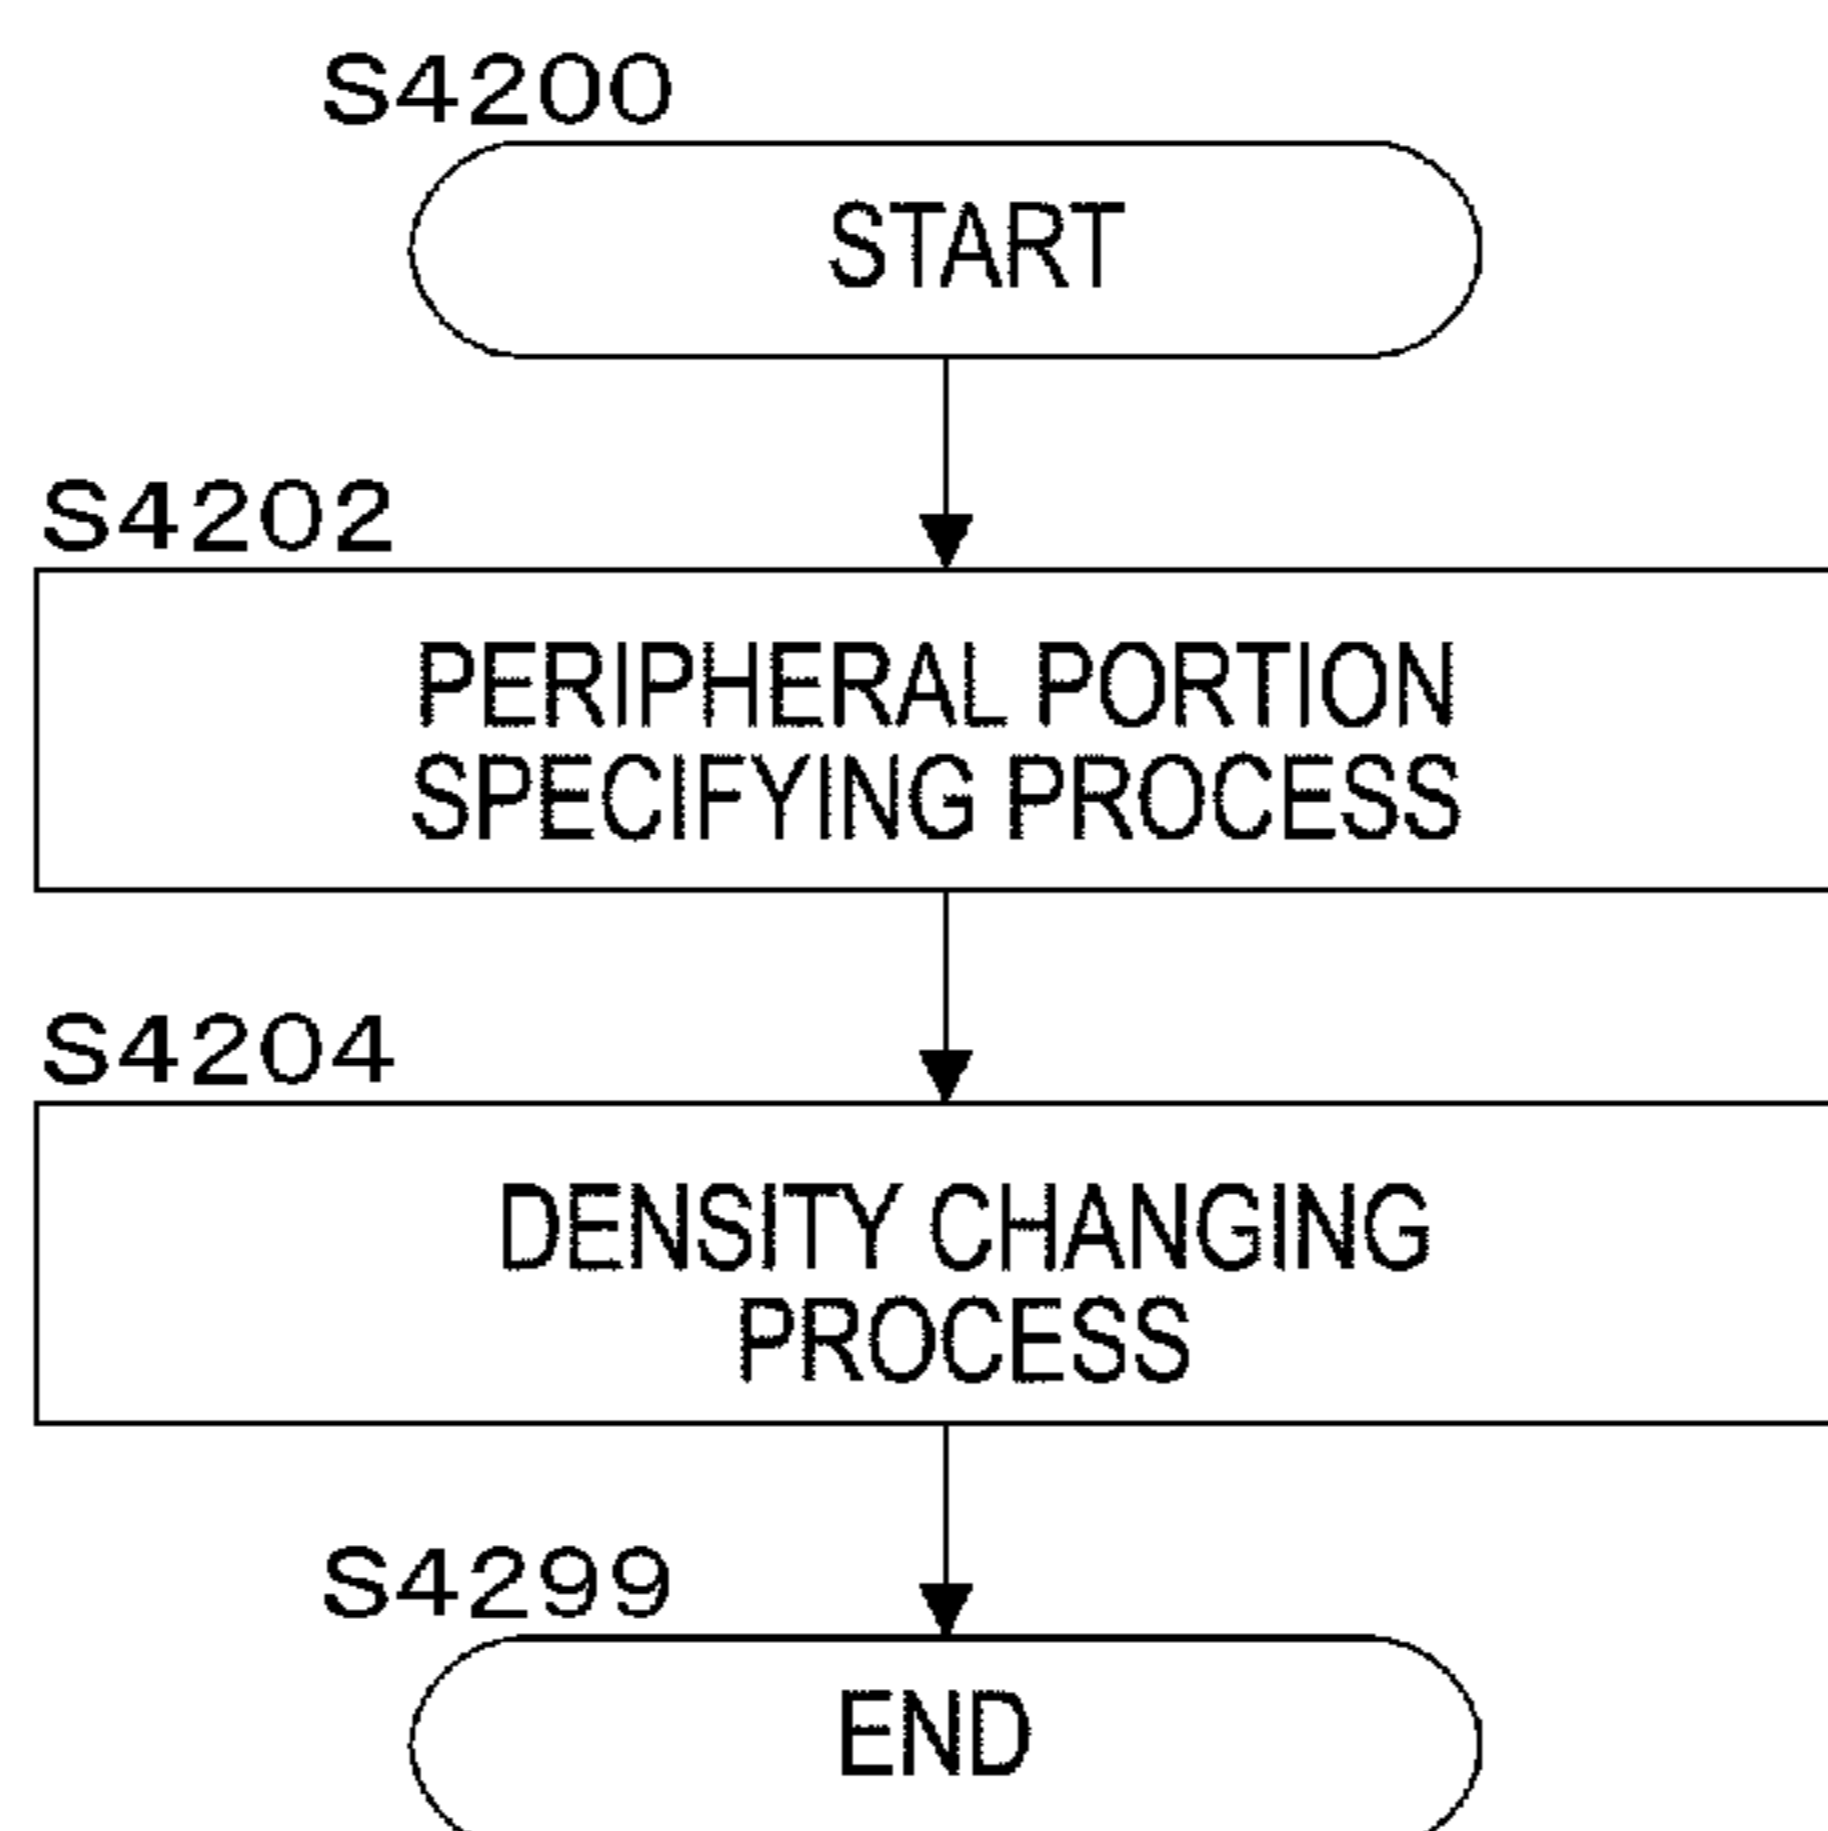 S4200
START
S4202
PERIPHERAL PORTION
SPECIFYING PROCESS
S4204
DENSITY CHANGING
PROCESS
S4299
END